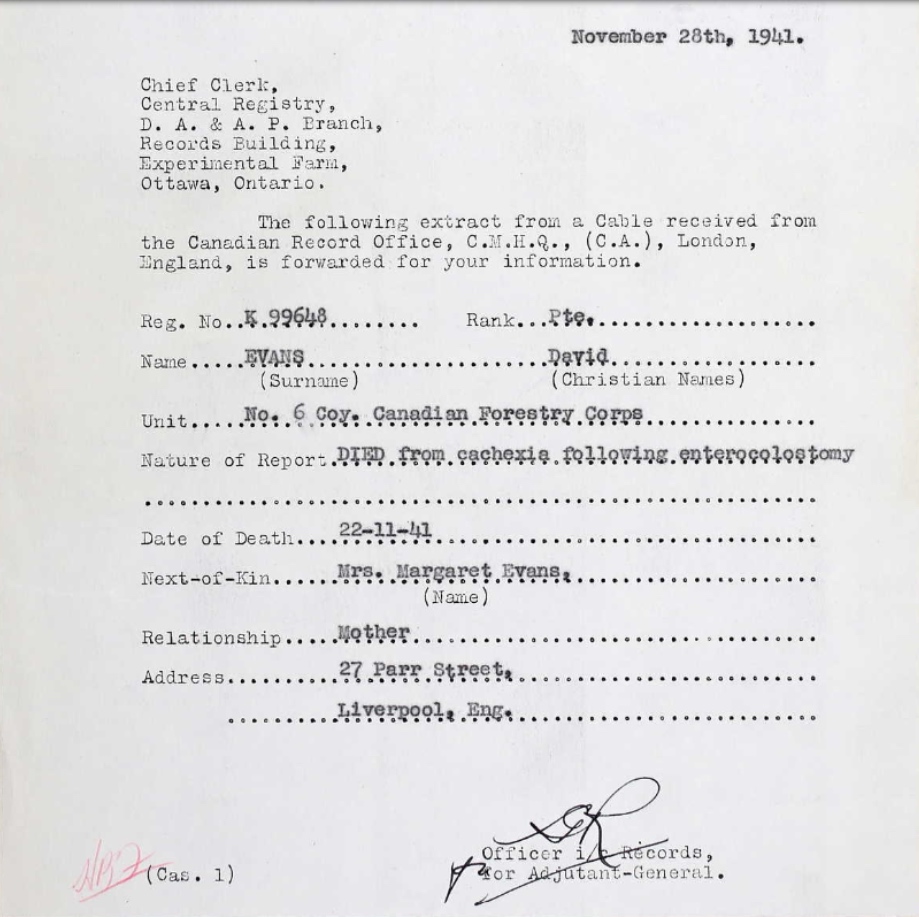 November 28th, 1941.
Chief Clerk,
Central Registry,
D. A. & A. P. Branch,
Records Building,
Experimental Farm,
Ottawa, Ontario.
The following extract from a Cable received from
the Canadian Record Office, C.M.H.Q., (C.A.), London,
England, is forwarded for your information.
Reg. No..K.99648........ Rank...Pte.....................
Name.....EVANS........................David....................
(Surname) (Christian Names)
Unit.....No. 6 Coy. Canadian Forestry Corps.................
Nature of Report.DIED from cachexia following enterocolostomy
...............................................................
Date of Death....22-11-41......................................
Next-of-Kin......Mrs. Margaret Evans,........................
(Name)
Relationship.....Mother........................................
Address..........27 Parr Street,..............................
..........Liverpool, Eng...............................
Officer i/c Records,
for Adjutant-General.
(Cas. 1)